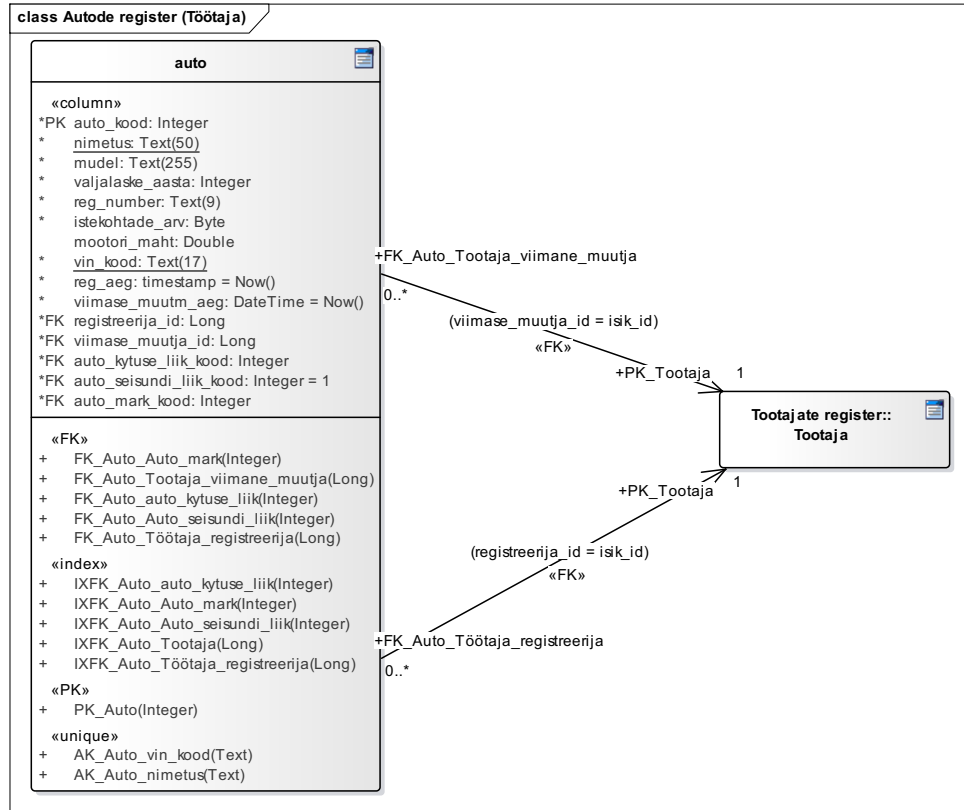 class Autode register (Töötaja)
auto
«column»
*PK auto_kood: Integer
* nimetus: Text(50)
* mudel: Text(255)
* valjalaske_aasta: Integer
* reg_number: Text(9)
* istekohtade_arv: Byte
mootori_maht: Double
* vin_kood: Text(17)
* reg_aeg: timestamp = Now()
* viimase_muutm_aeg: DateTime = Now()
*FK registreerija_id: Long
*FK viimase_muutja_id: Long
*FK auto_kytuse_liik_kood: Integer
*FK auto_seisundi_liik_kood: Integer = 1
*FK auto_mark_kood: Integer
«FK»
+ FK_Auto_Auto_mark(Integer)
+ FK_Auto_Tootaja_viimane_muutja(Long)
+ FK_Auto_auto_kytuse_liik(Integer)
+ FK_Auto_Auto_seisundi_liik(Integer)
+ FK_Auto_Töötaja_registreerija(Long)
«index»
+ IXFK_Auto_auto_kytuse_liik(Integer)
+ IXFK_Auto_Auto_mark(Integer)
+ IXFK_Auto_Auto_seisundi_liik(Integer)
+ IXFK_Auto_Tootaja(Long)
+ IXFK_Auto_Töötaja_registreerija(Long)
«PK»
+ PK_Auto(Integer)
«unique»
+ AK_Auto_vin_kood(Text)
+ AK_Auto_nimetus(Text)
+FK_Auto_Tootaja_viimane_muutja
0..*
(viimase_muutja_id = isik_id)
«FK»
+PK_Tootaja 1
Tootajate register::
Tootaja
+PK_Tootaja 1
(registreerija_id = isik_id)
«FK»
+FK_Auto_Töötaja_registreerija
0..*